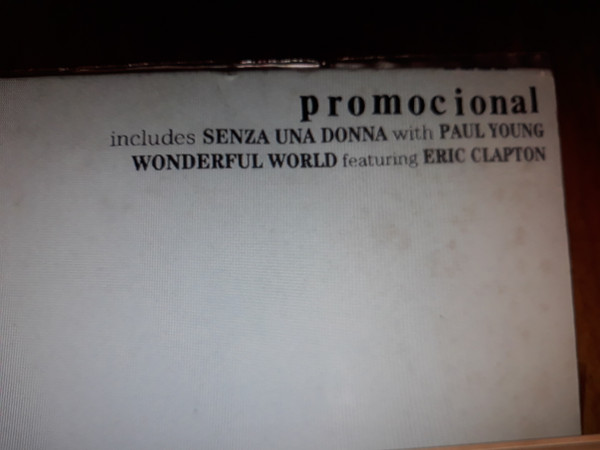 promocional
includes SENZA UNA DONNA with PAUL YOUNG
WONDERFUL WORLD featuring ERIC CLAPTON